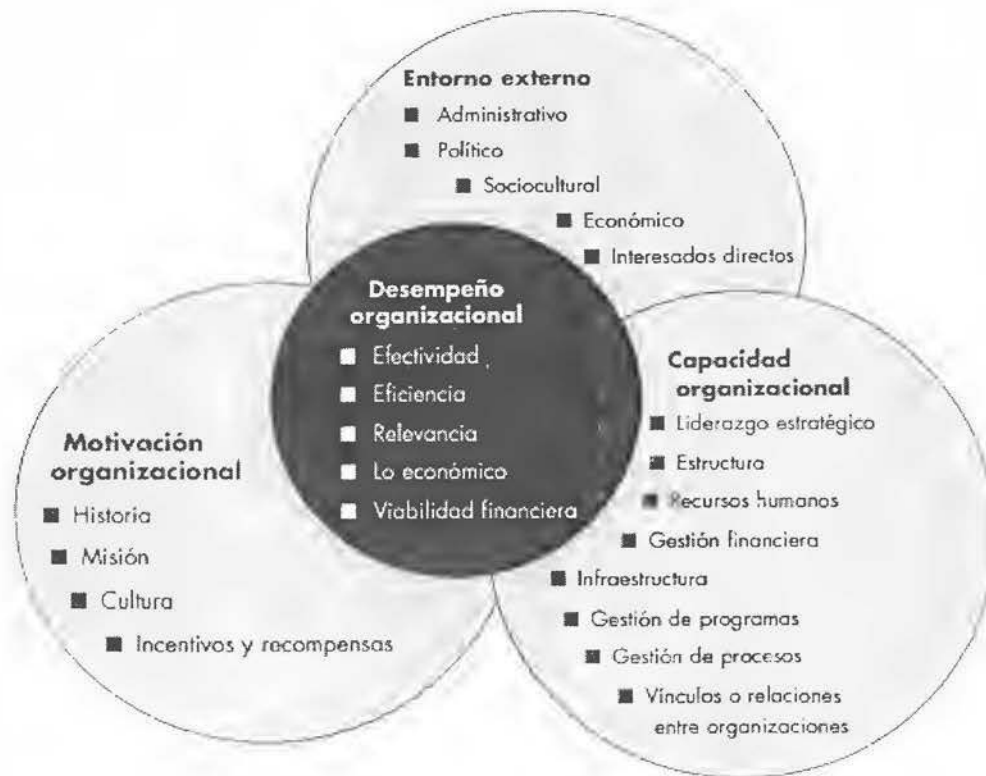 Entorno externo
■ Administrativo
■ Político
■ Sociocultural
■ Económico
■ Interesados directos
Desempeño
organizacional
■ Efectividad
■ Eficiencia
■ Relevancia
■ Lo económico
■ Viabilidad financiera
Motivación
organizacional
■ Historia
■ Misión
■ Cultura
■ Incentivos y recompensas
Capacidad
organizacional
■ Liderazgo estratégico
■ Estructura
■ Recursos humanos
■ Gestión financiera
■ Infraestructura
■ Gestión de programas
■ Gestión de procesos
■ Vínculos o relaciones
entre organizaciones